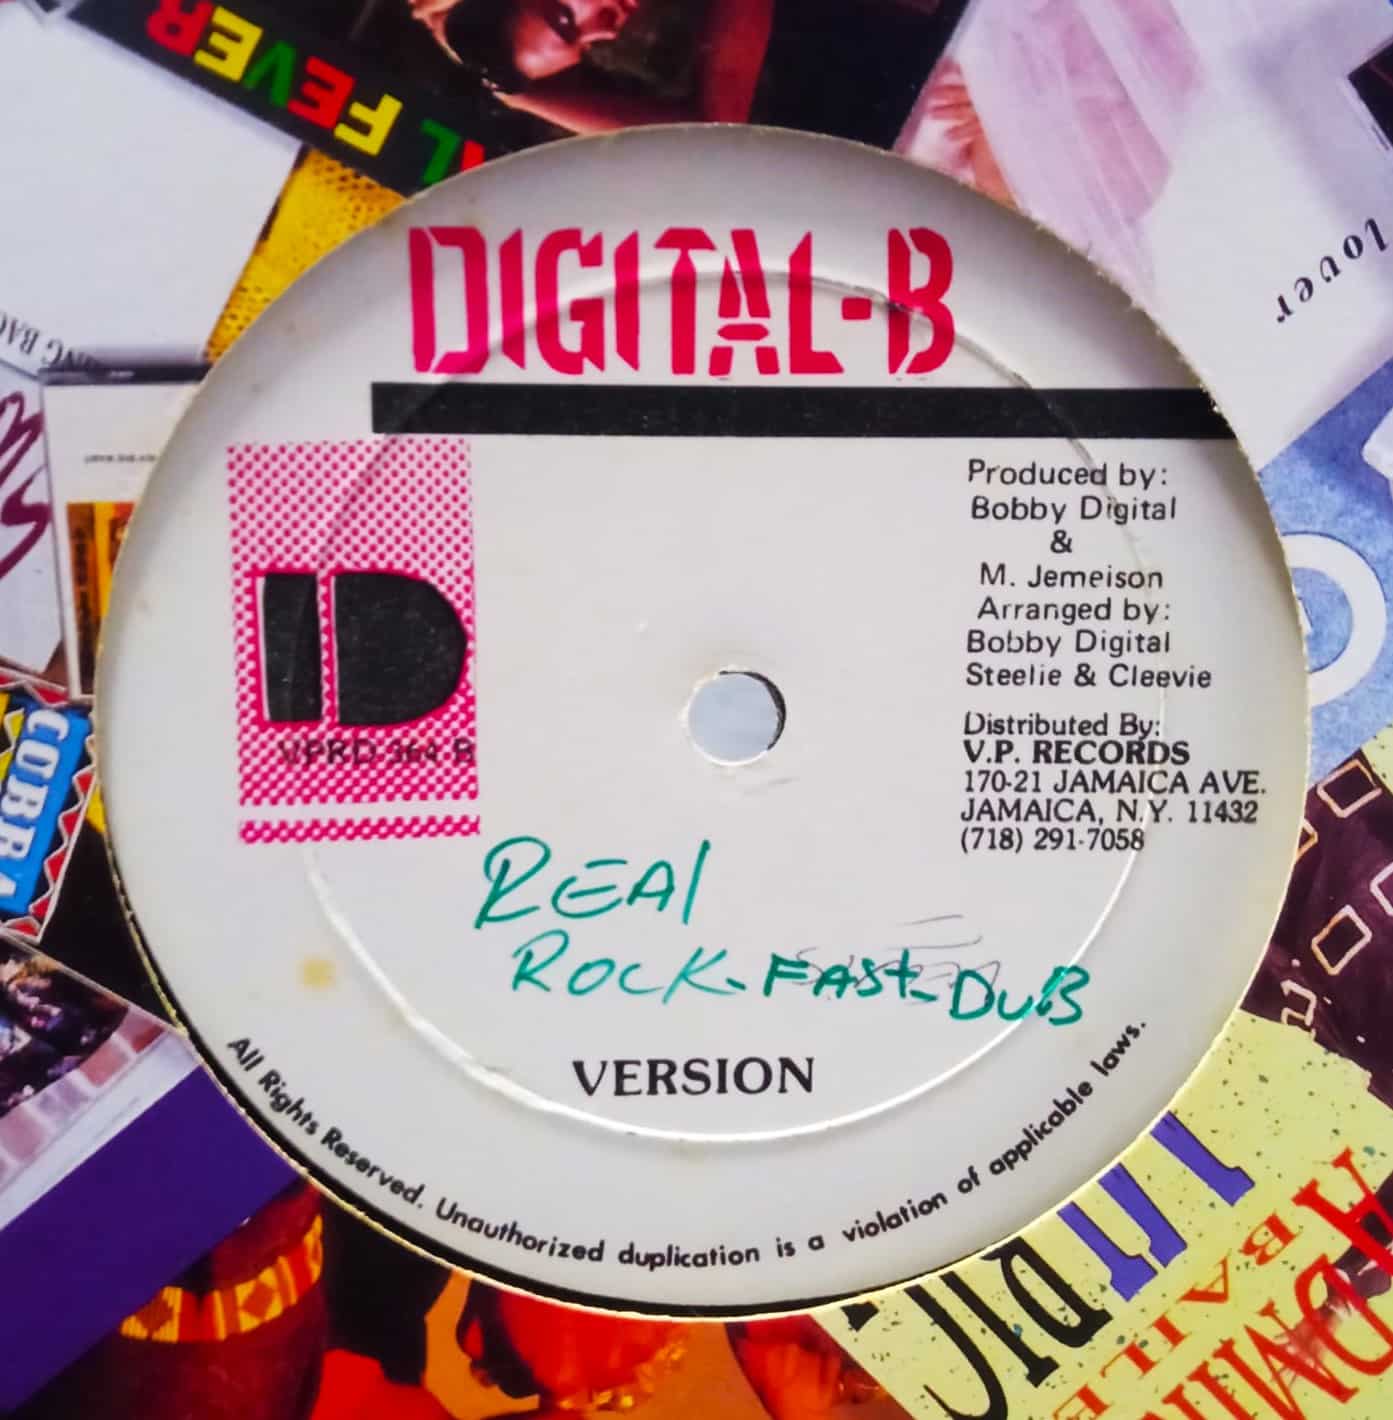 FEVER
lover
DIGITAL-B
Produced by:
Bobby Digital
&
M. Jemeison
Arranged by:
Bobby Digital
Steelie & Cleevie
Distributed By:
V.P. RECORDS
170-21 JAMAICA AVE.
JAMAICA, N.Y. 11432
(718) 291-7058
D
VPRD-364 B
COBRA
REAl
ROCK-FASt-DUB
VERSION
All Rights Reserved. Unauthorized duplication is a violation of applicable laws.